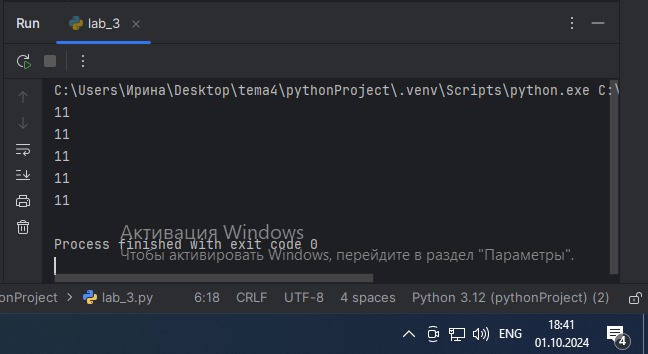 Run lab_3
C:\Users\Ирина\Desktop\tema4\pythonProject\.venv\Scripts\python.exe C:\
11
11
11
11
11
Активация Windows
Process finished with exit code 0
Чтобы активировать Windows, перейдите в раздел "Параметры".
onProject > lab_3.py 6:18 CRLF UTF-8 4 spaces Python 3.12 (pythonProject) (2)
ENG 18:41
01.10.2024 4